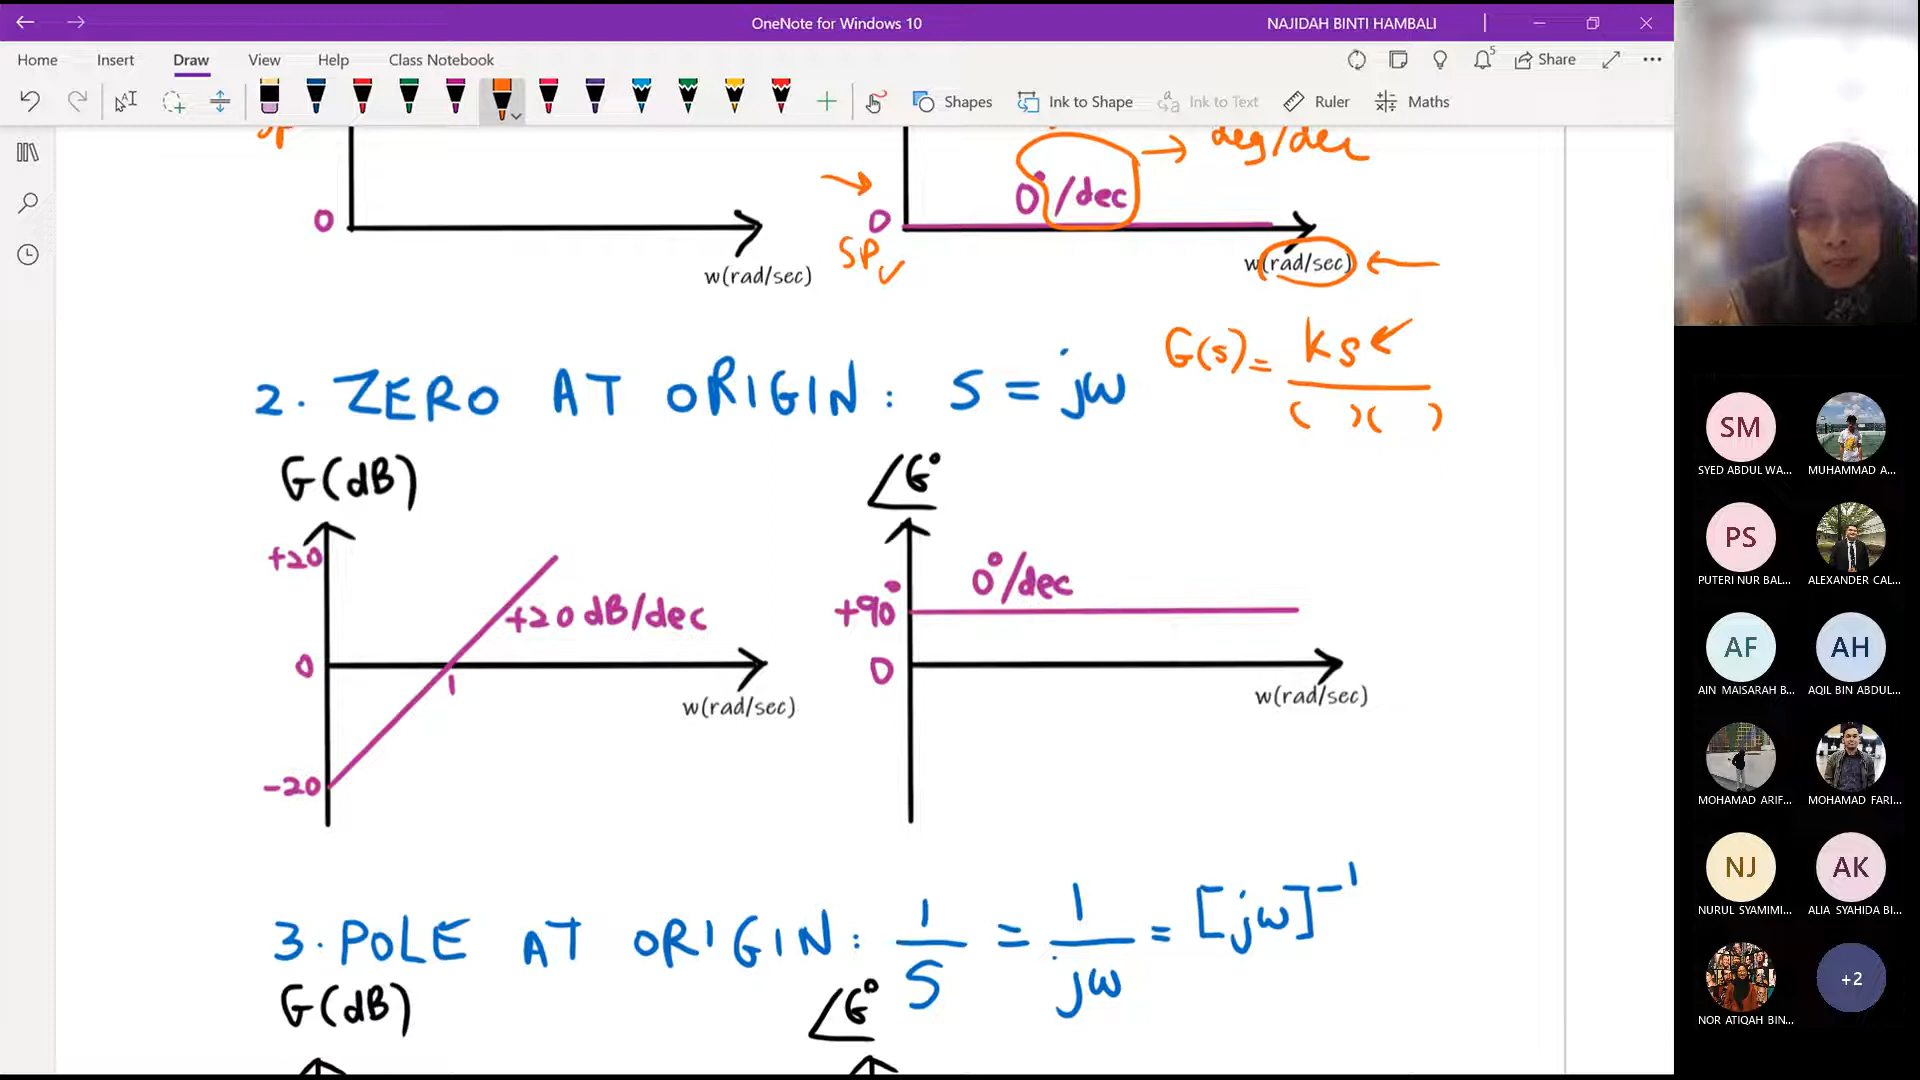 OneNote for Windows 10
NAJIDAH BINTI HAMBALI
Home Insert Draw View Help Class Notebook
5
Share
Shapes Ink to Shape Ink to Text Ruler Maths
SP
deg/dec
0°/dec
0
0
SP
w(rad/sec)
w(rad/sec)
2. ZERO AT ORIGIN: S = jω
G(s) = ks
( )( )
G(dB)
∠G°
+20
+20 dB/dec
0
1
w(rad/sec)
-20
0°/dec
+90°
0
w(rad/sec)
3. POLE AT ORIGIN: 1/S = 1/jω = [jω]⁻¹
G(dB)
∠G°
SM
SYED ABDUL WA...
MUHAMMAD A...
PS
PUTERI NUR BAL...
ALEXANDER CAL...
AF
AH
AIN MAISARAH B...
AQIL BIN ABDUL...
MOHAMAD ARIF...
MOHAMAD FARI...
NJ
AK
NURUL SYAMIMI...
ALIA SYAHIDA BI...
+2
NOR ATIQAH BIN...